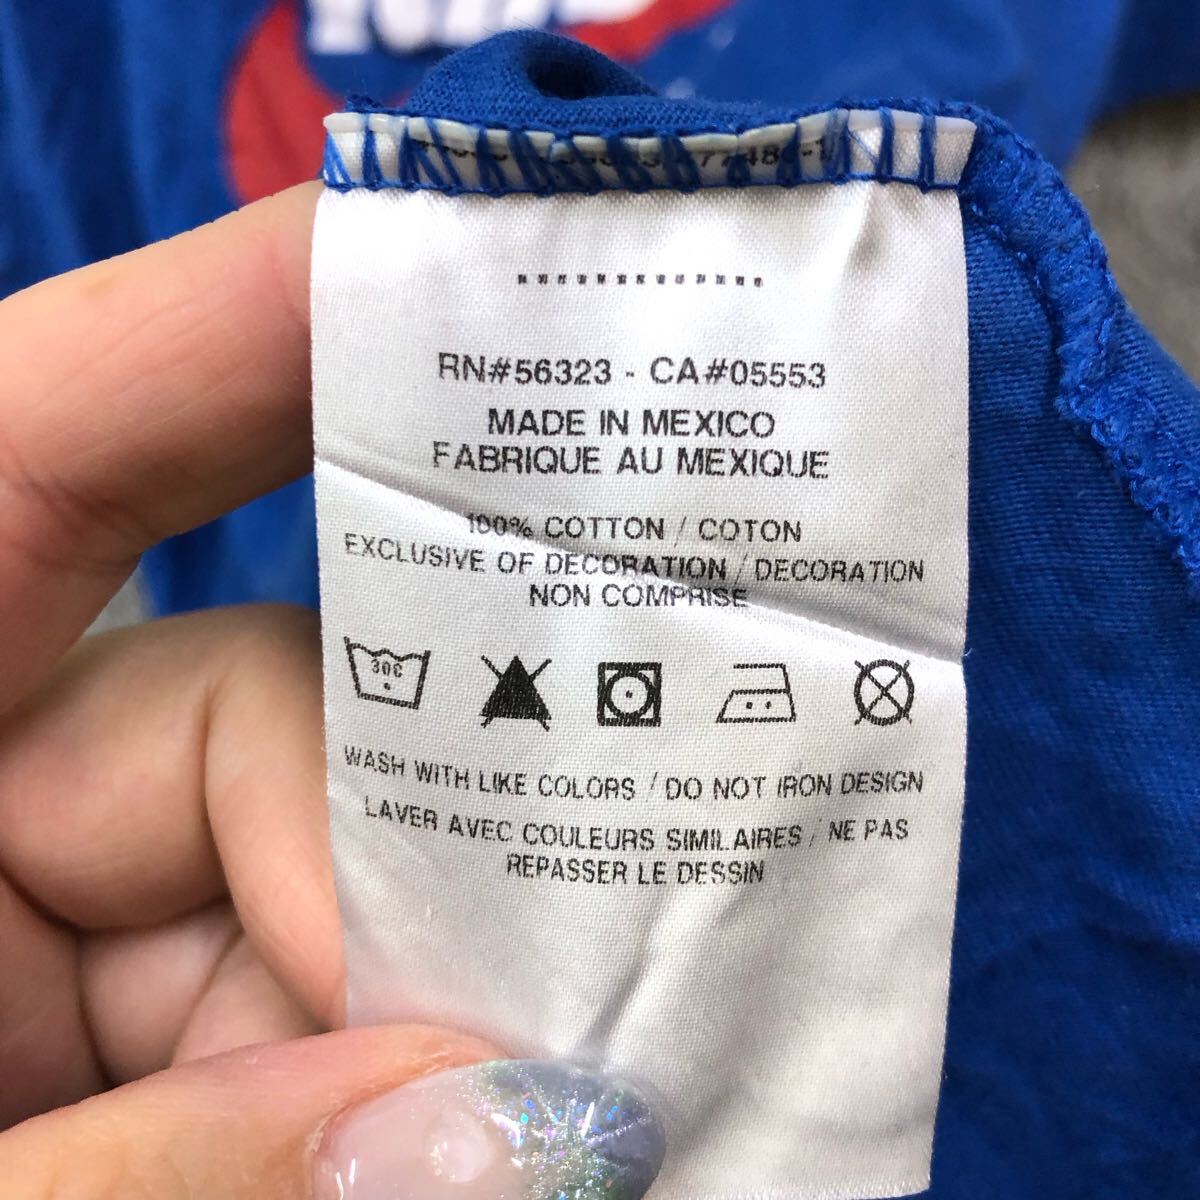 RN#56323 - CA#05553
MADE IN MEXICO
FABRIQUE AU MEXIQUE
100% COTTON / COTON
EXCLUSIVE OF DECORATION / DECORATION
NON COMPRISE
30C
WASH WITH LIKE COLORS / DO NOT IRON DESIGN
LAVER AVEC COULEURS SIMILAIRES / NE PAS
REPASSER LE DESSIN